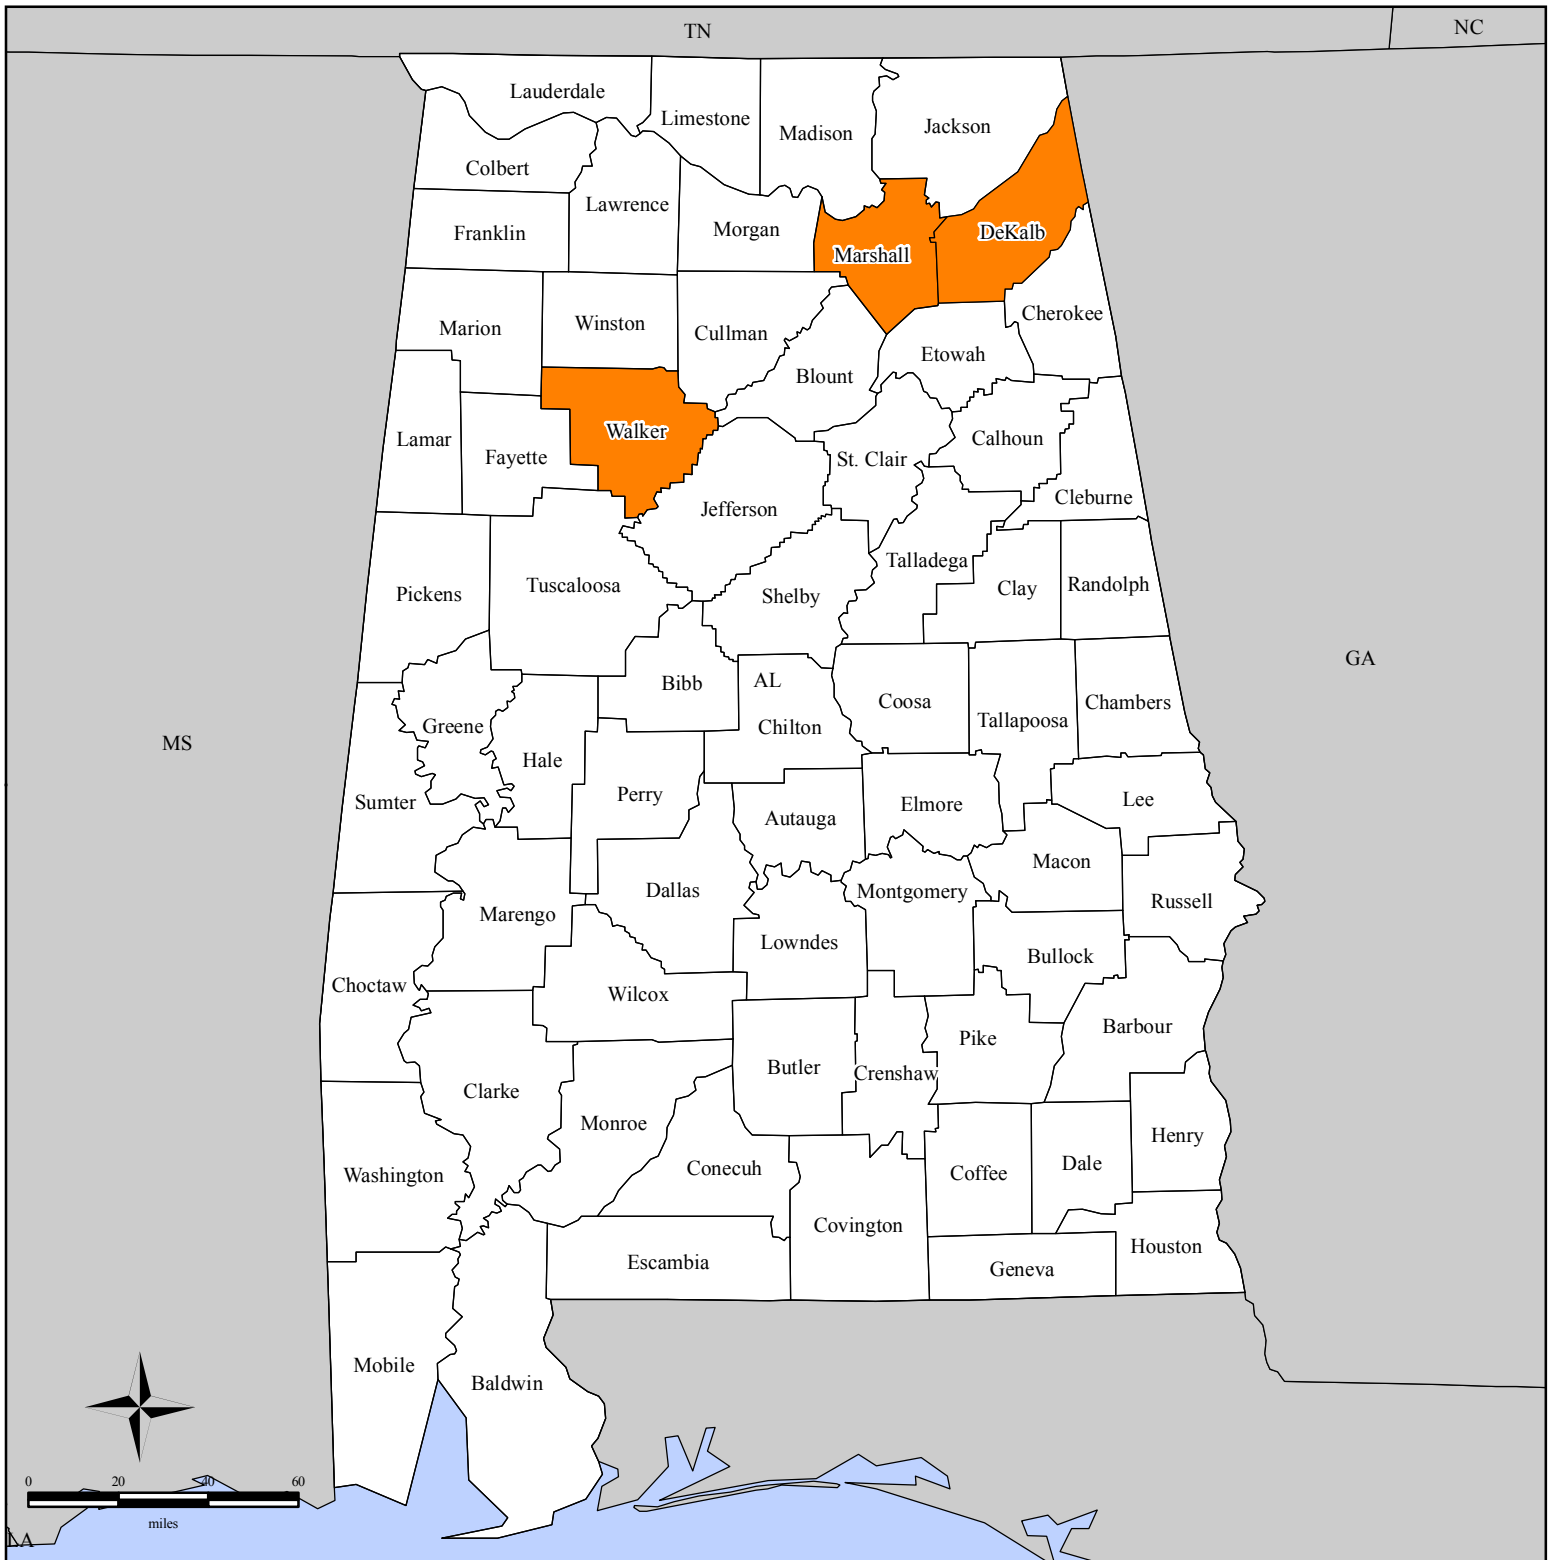 TN
NC
Lauderdale
Limestone
Madison
Jackson
Colbert
Lawrence
Franklin
Morgan
Marshall
DeKalb
Marion
Winston
Cullman
Cherokee
Etowah
Blount
Lamar
Walker
Fayette
St. Clair
Calhoun
Cleburne
Jefferson
Talladega
Pickens
Tuscaloosa
Shelby
Clay
Randolph
GA
Bibb
AL
Coosa
Chambers
Tallapoosa
Greene
Chilton
MS
Hale
Sumter
Perry
Autauga
Elmore
Lee
Macon
Dallas
Montgomery
Russell
Marengo
Lowndes
Bullock
Choctaw
Wilcox
Barbour
Pike
Butler
Crenshaw
Clarke
Monroe
Henry
Washington
Conecuh
Coffee
Dale
Covington
Houston
Escambia
Geneva
Mobile
Baldwin
0 20 40 60
miles
LA